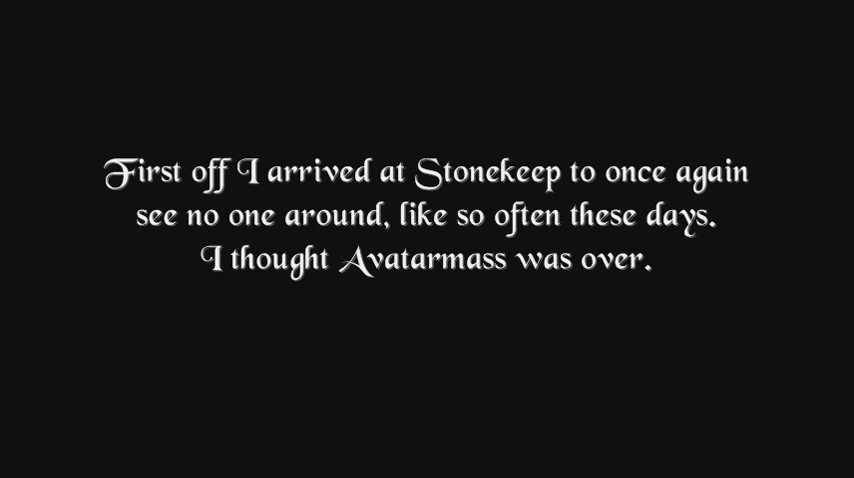 First off I arrived at Stonekeep to once again
see no one around, like so often these days.
I thought Avatarmass was over.